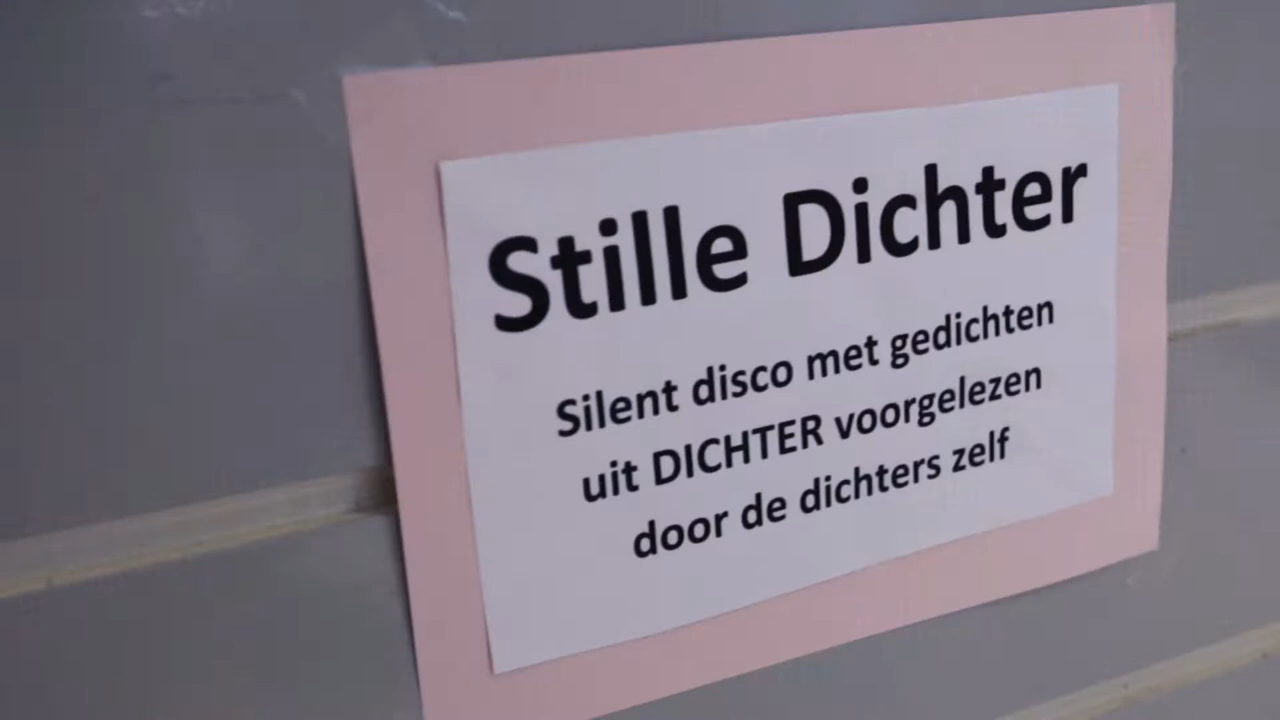 Stille Dichter
Silent disco met gedichten
uit DICHTER voorgelezen
door de dichters zelf